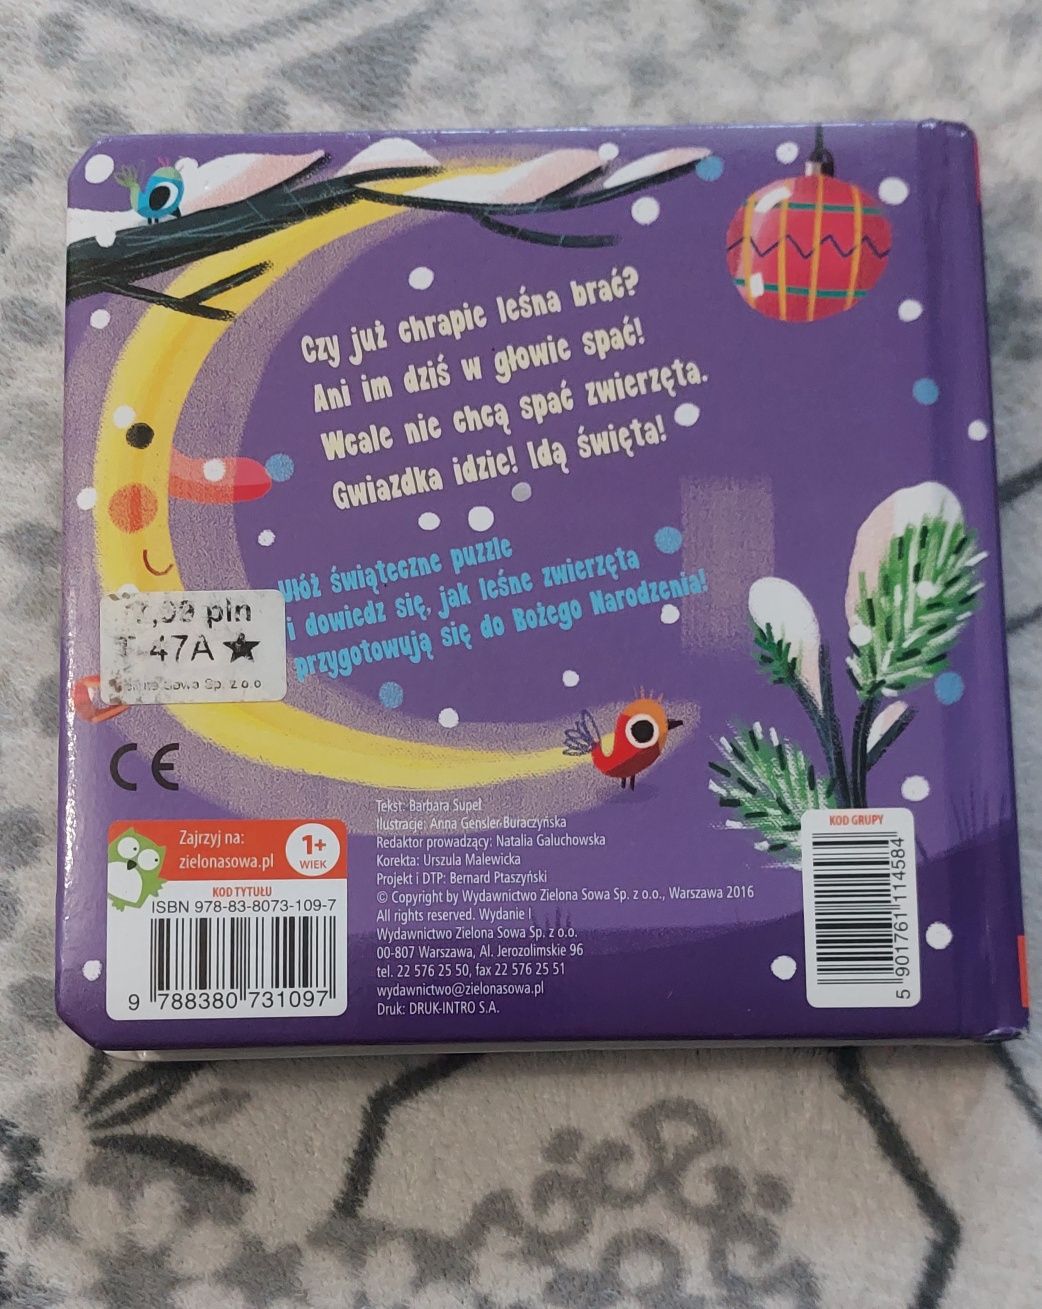 Czy już chrapie leśna brać?
Ani im dziś w głowie spać!
Wcale nie chcą spać zwierzęta.
Gwiazdka idzie! Idą święta!
Ułóż świąteczne puzzle
i dowiedz się, jak leśne zwierzęta
przygotowują się do Bożego Narodzenia!
,99 pln
T-47A
Sowa Sp. z o.o
CE
Zajrzyj na:
zielonasowa.pl
1+
WIEK
KOD TYTUŁU
ISBN 978-83-8073-109-7
9 788380 731097
Tekst: Barbara Supeł
Ilustracje: Anna Gensler-Buraczyńska
Redaktor prowadzący: Natalia Galuchowska
Korekta: Urszula Malewicka
Projekt i DTP: Bernard Ptaszyński
© Copyright by Wydawnictwo Zielona Sowa Sp. z o.o., Warszawa 2016
All rights reserved. Wydanie I
Wydawnictwo Zielona Sowa Sp. z o.o.
00-807 Warszawa, Al. Jerozolimskie 96
tel. 22 576 25 50, fax 22 576 25 51
wydawnictwo@zielonasowa.pl
Druk: DRUK-INTRO S.A.
KOD GRUPY
5 901761 114584